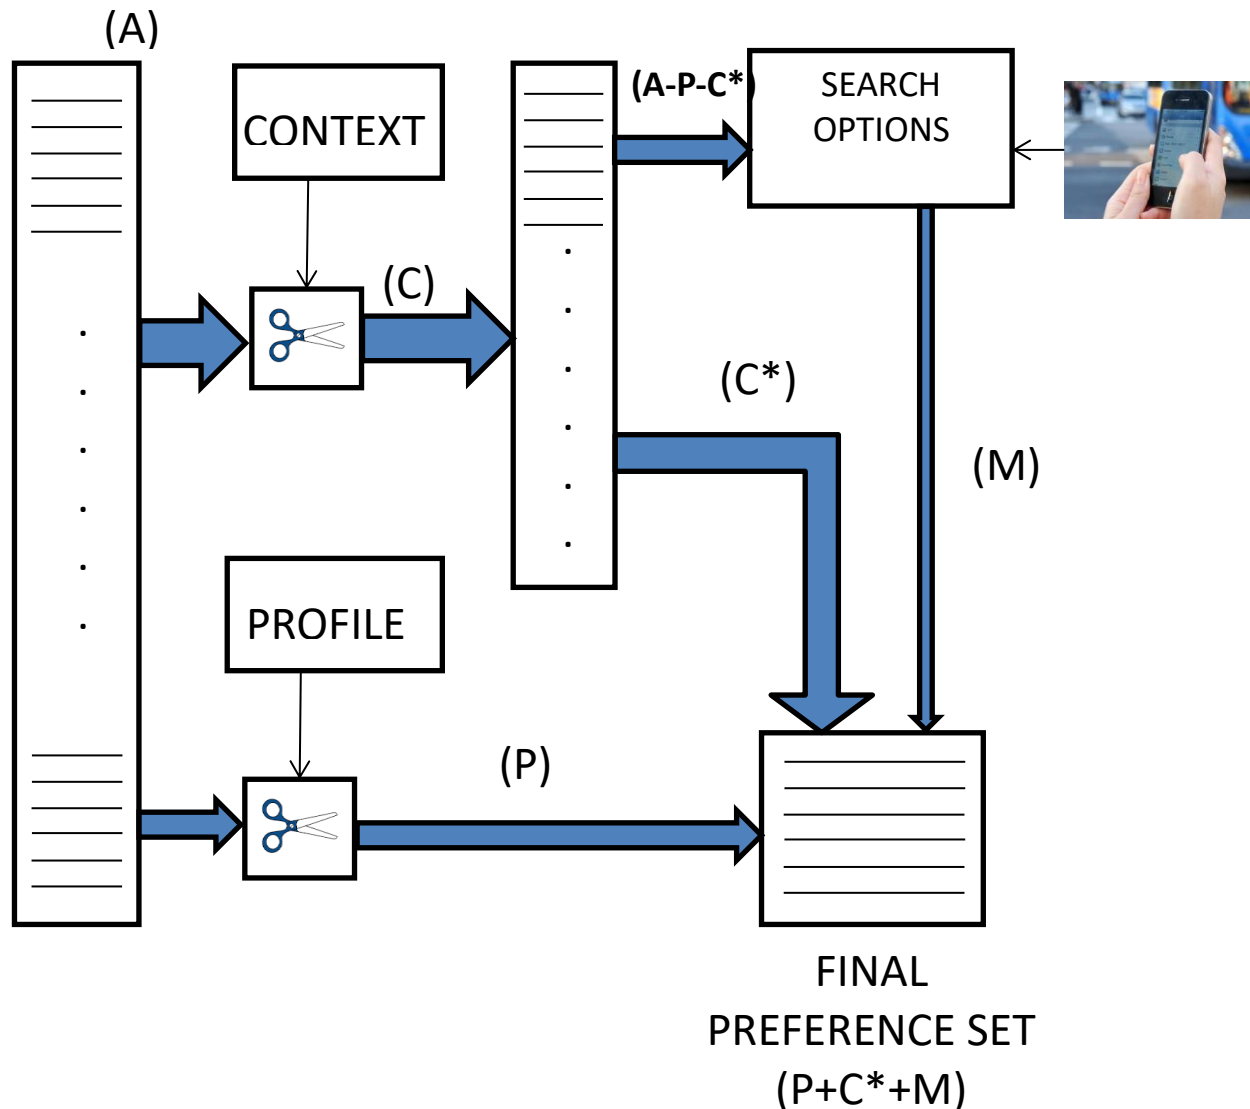 (A)
CONTEXT
(C)
(A-P-C*)
SEARCH
OPTIONS
(C*)
(M)
PROFILE
(P)
FINAL
PREFERENCE SET
(P+C*+M)